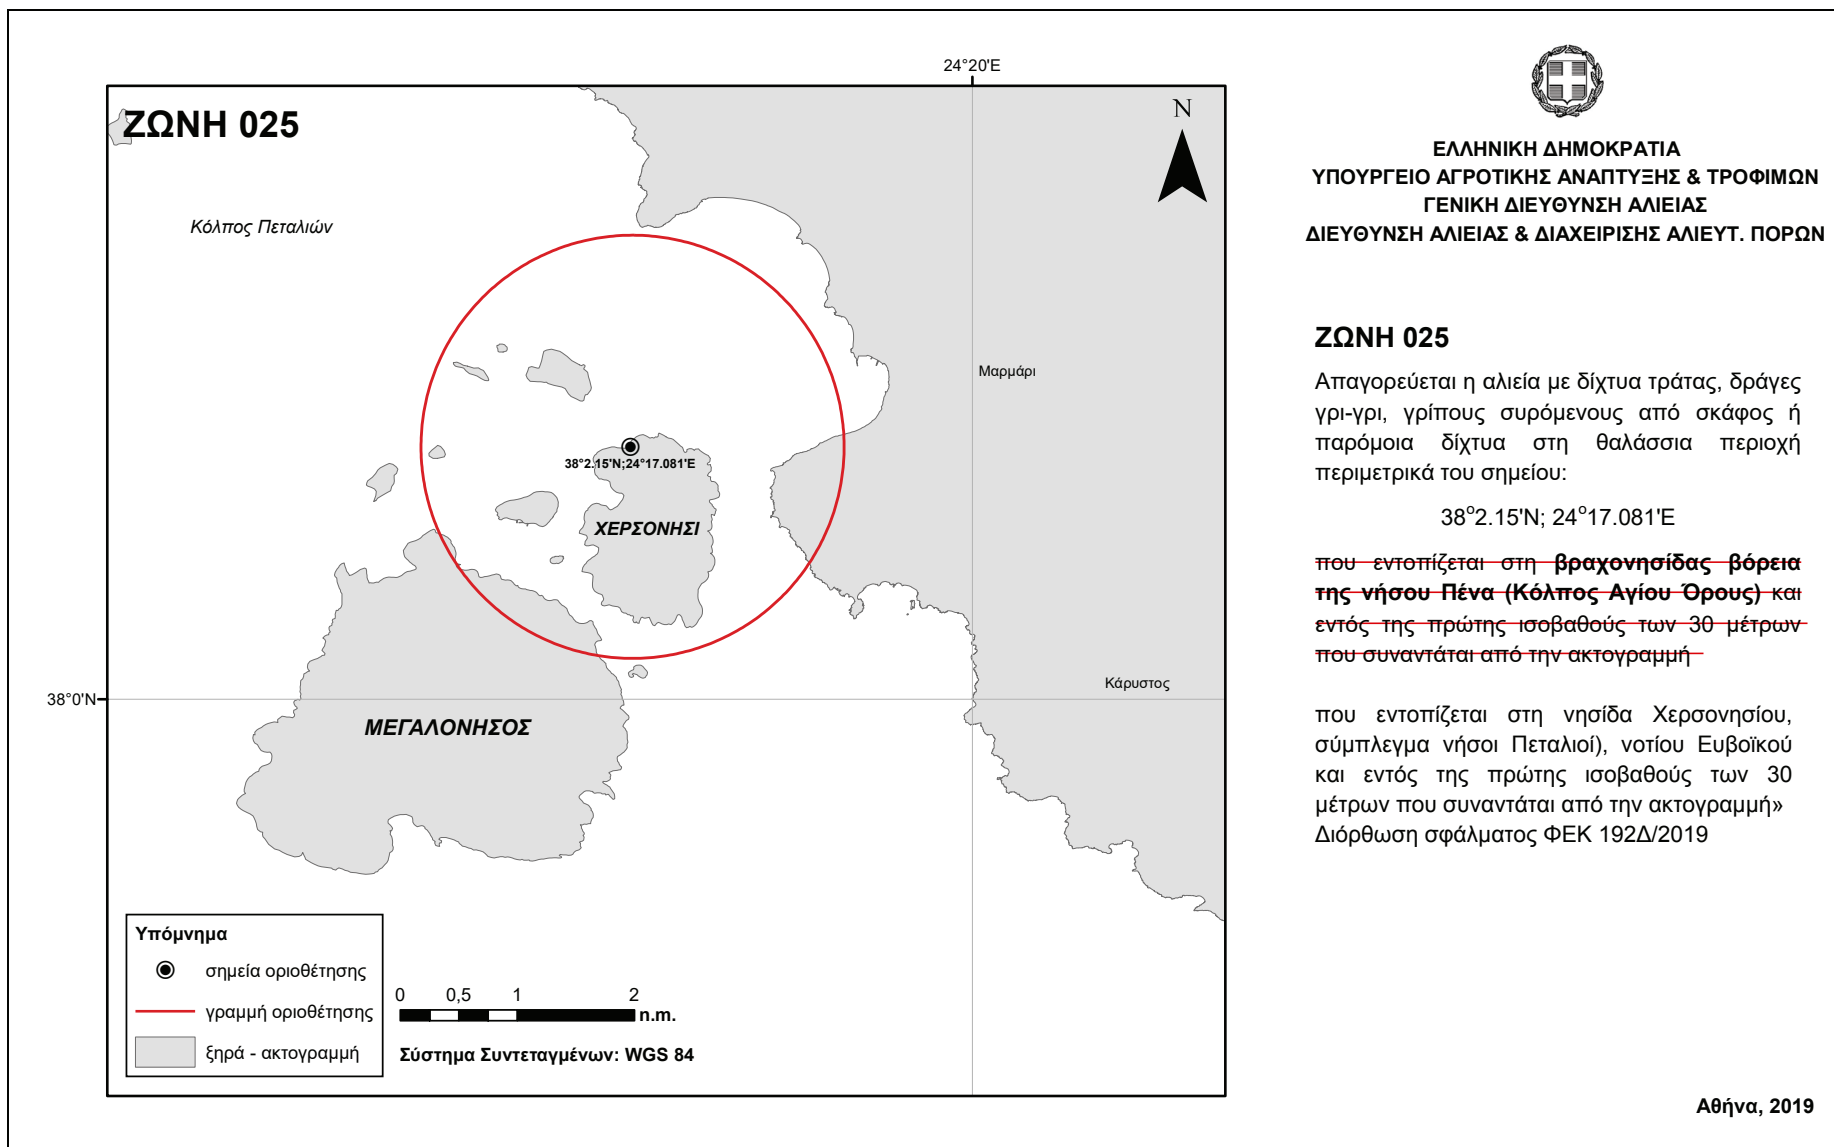 24°20'E
ΖΩΝΗ 025
N
Κόλπος Πεταλιών
Μαρμάρι
38°2.15'N;24°17.081'E
ΧΕΡΣΟΝΗΣΙ
38°0'N
Κάρυστος
ΜΕΓΑΛΟΝΗΣΟΣ
Υπόμνημα
σημεία οριοθέτησης
γραμμή οριοθέτησης
ξηρά - ακτογραμμή
0 0,5 1 2
n.m.
Σύστημα Συντεταγμένων: WGS 84
ΕΛΛΗΝΙΚΗ ΔΗΜΟΚΡΑΤΙΑ
ΥΠΟΥΡΓΕΙΟ ΑΓΡΟΤΙΚΗΣ ΑΝΑΠΤΥΞΗΣ & ΤΡΟΦΙΜΩΝ
ΓΕΝΙΚΗ ΔΙΕΥΘΥΝΣΗ ΑΛΙΕΙΑΣ
ΔΙΕΥΘΥΝΣΗ ΑΛΙΕΙΑΣ & ΔΙΑΧΕΙΡΙΣΗΣ ΑΛΙΕΥΤ. ΠΟΡΩΝ
ΖΩΝΗ 025
Απαγορεύεται η αλιεία με δίχτυα τράτας, δράγες
γρι-γρι, γρίπους συρόμενους από σκάφος ή
παρόμοια δίχτυα στη θαλάσσια περιοχή
περιμετρικά του σημείου:
38°2.15'N; 24°17.081'E
που εντοπίζεται στη βραχονησίδας βόρεια
της νήσου Πένα (Κόλπος Αγίου Όρους) και
εντός της πρώτης ισοβαθούς των 30 μέτρων
που συναντάται από την ακτογραμμή
που εντοπίζεται στη νησίδα Χερσονησίου,
σύμπλεγμα νήσοι Πεταλιοί), νοτίου Ευβοϊκού
και εντός της πρώτης ισοβαθούς των 30
μέτρων που συναντάται από την ακτογραμμή»
Διόρθωση σφάλματος ΦΕΚ 192Δ/2019
Αθήνα, 2019